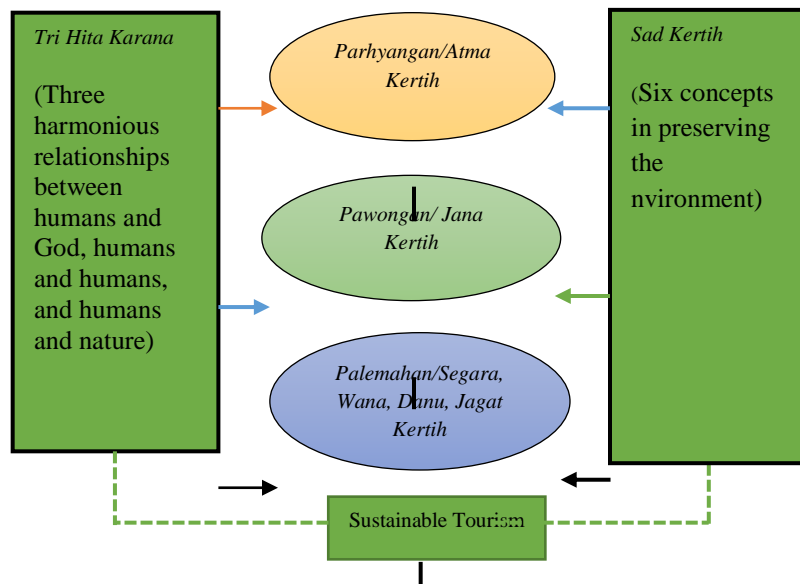 Tri Hita Karana
(Three
harmonious
relationships
between
humans and
God, humans
and humans,
and humans
and nature)
Parhyangan/Atma
Kertih
Pawongan/ Jana
Kertih
Palemahan/Segara,
Wana, Danu, Jagat
Kertih
Sad Kertih
(Six concepts
in preserving
the
nvironment)
Sustainable Tourism